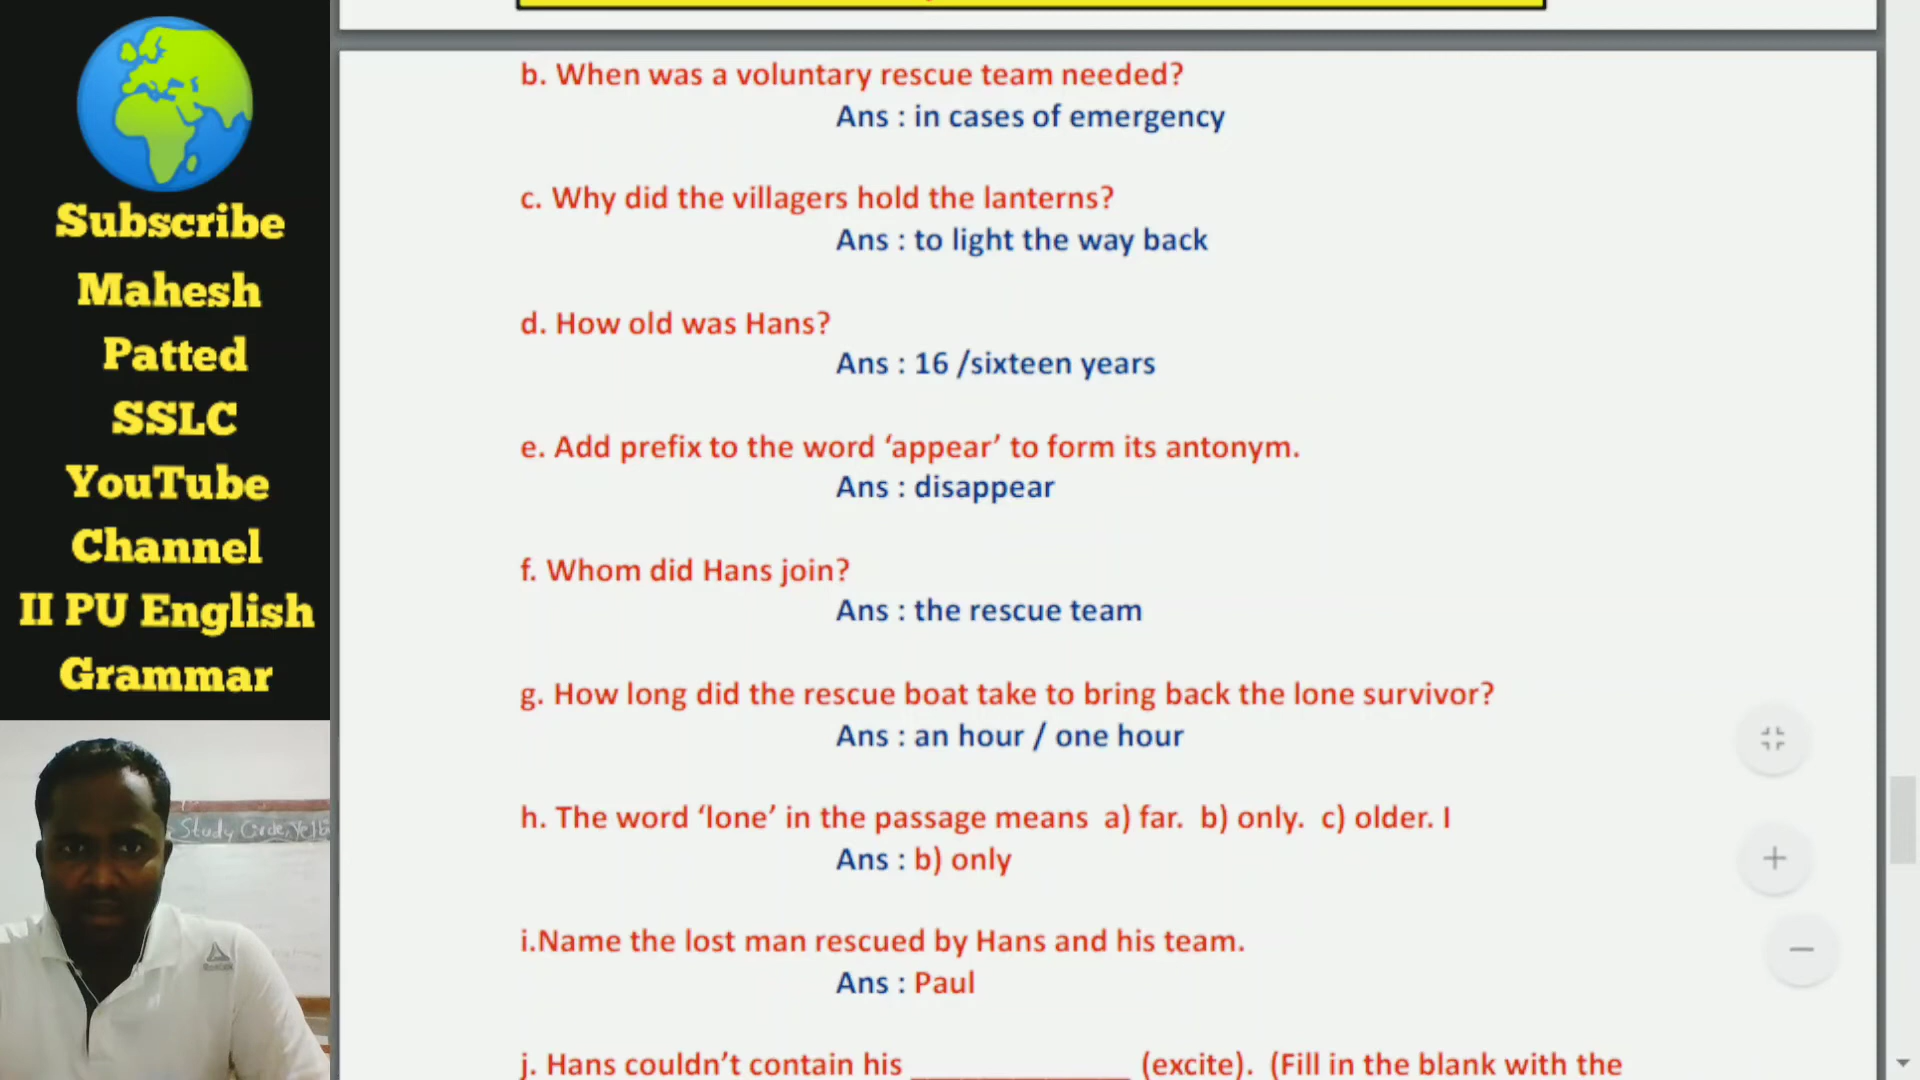 Subscribe
Mahesh
Patted
SSLC
YouTube
Channel
II PU English
Grammar
b. When was a voluntary rescue team needed?
Ans : in cases of emergency
c. Why did the villagers hold the lanterns?
Ans : to light the way back
d. How old was Hans?
Ans : 16 /sixteen years
e. Add prefix to the word ‘appear’ to form its antonym.
Ans : disappear
f. Whom did Hans join?
Ans : the rescue team
g. How long did the rescue boat take to bring back the lone survivor?
Ans : an hour / one hour
h. The word ‘lone’ in the passage means a) far. b) only. c) older. I
Ans : b) only
i.Name the lost man rescued by Hans and his team.
Ans : Paul
j. Hans couldn’t contain his ______________ (excite). (Fill in the blank with the
Study Circle,